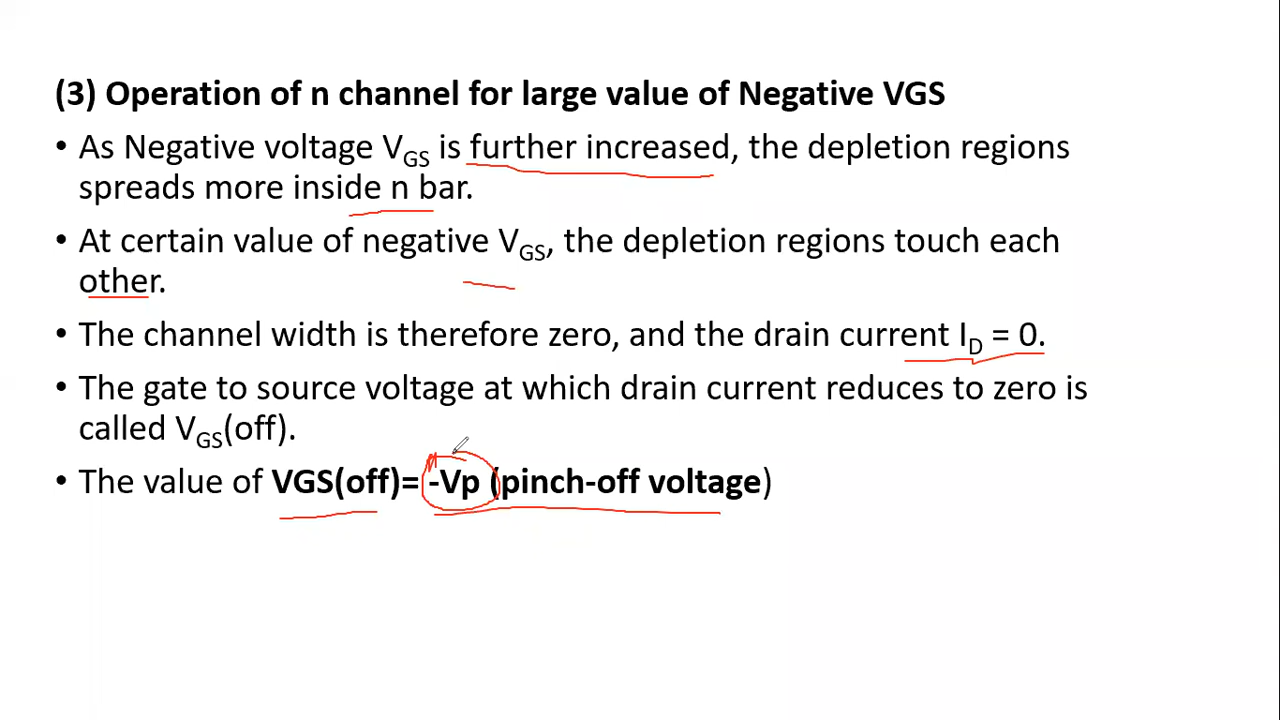 (3) Operation of n channel for large value of Negative VGS
• As Negative voltage VGS is further increased, the depletion regions
spreads more inside n bar.
• At certain value of negative VGS, the depletion regions touch each
other.
• The channel width is therefore zero, and the drain current ID = 0.
• The gate to source voltage at which drain current reduces to zero is
called VGS(off).
• The value of VGS(off)= -Vp (pinch-off voltage)